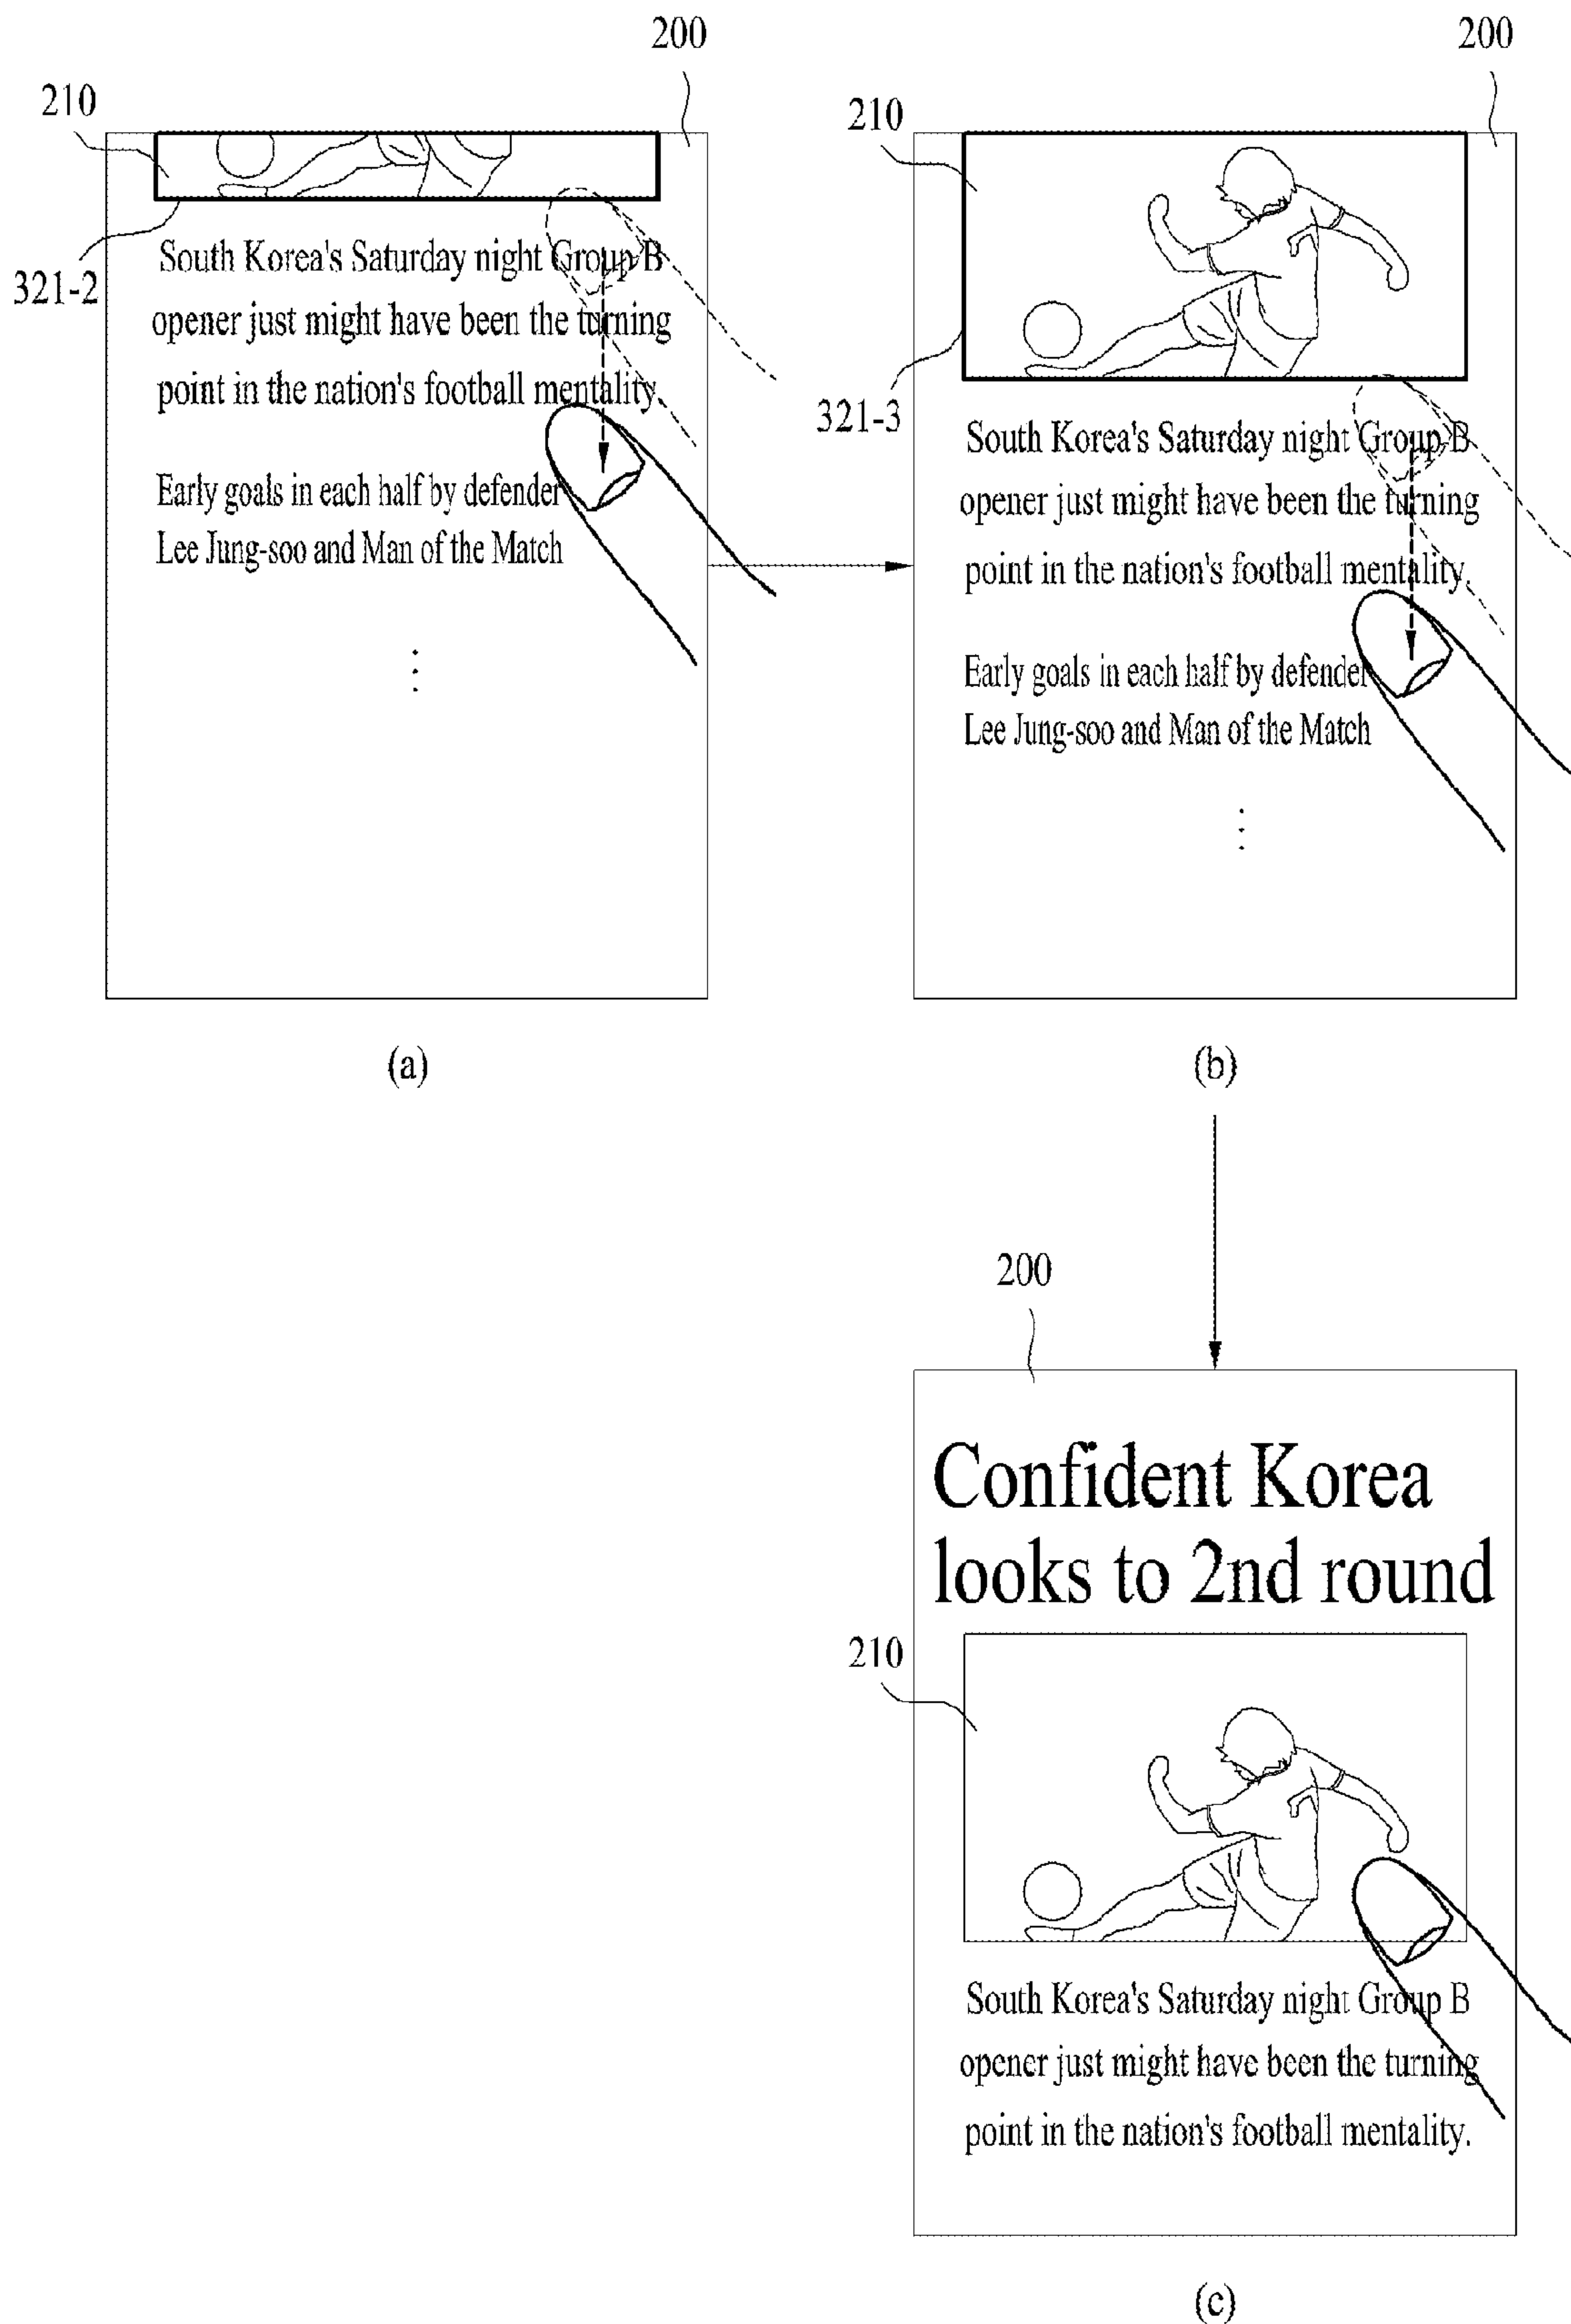 200
210
321-2
South Korea's Saturday night Group B
opener just might have been the turning
point in the nation's football mentality.
Early goals in each half by defender
Lee Jung-soo and Man of the Match
(a)
200
210
321-3
South Korea's Saturday night Group B
opener just might have been the turning
point in the nation's football mentality.
Early goals in each half by defender
Lee Jung-soo and Man of the Match
(b)
200
Confident Korea
looks to 2nd round
210
South Korea's Saturday night Group B
opener just might have been the turning
point in the nation's football mentality.
(c)